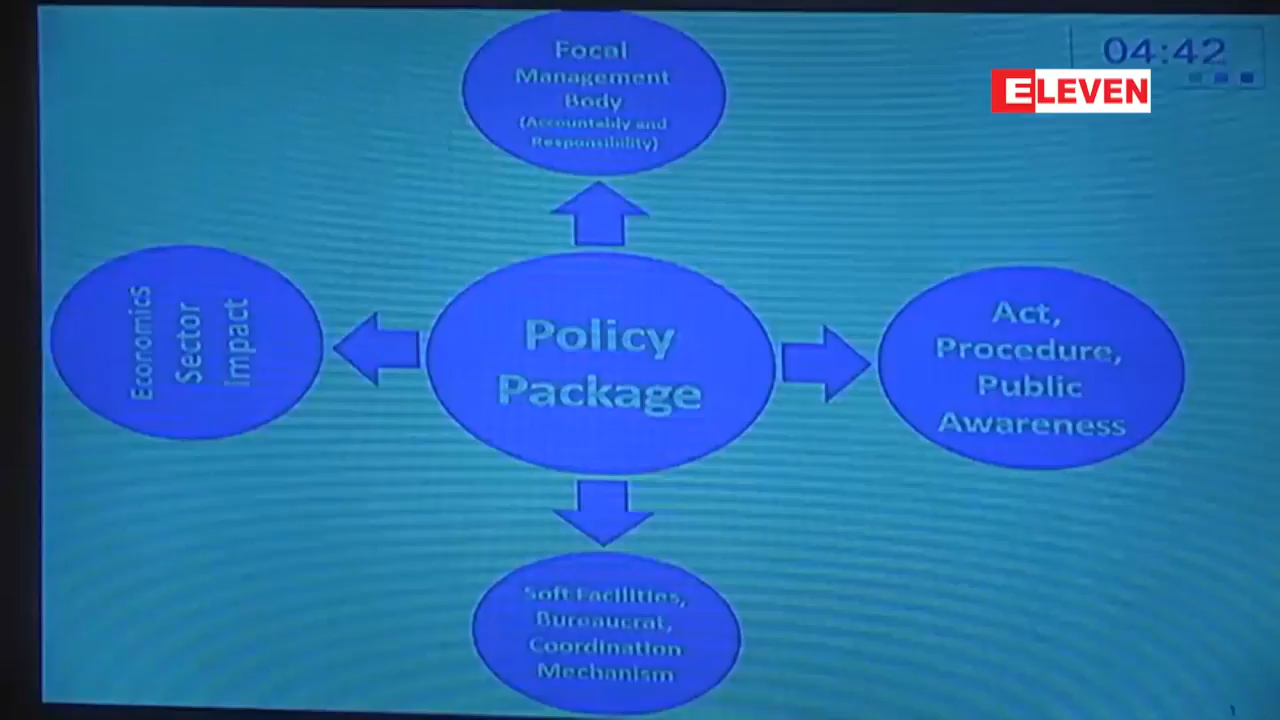 Focal
Management
Body
(Accountably and
Responsibility)
04:42
ELEVEN
Economics
Sector
Impact
Policy
Package
Act,
Procedure,
Public
Awareness
Soft Facilities,
Bureaucrat,
Coordination
Mechanism